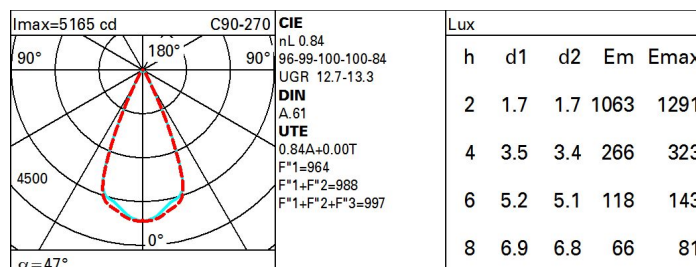 Imax=5165 cd C90-270
90° 180° 90°
4500
0°
α=47°
CIE
nL 0.84
96-99-100-100-84
UGR 12.7-13.3
DIN
A.61
UTE
0.84A+0.00T
F"1=964
F"1+F"2=988
F"1+F"2+F"3=997
Lux
h d1 d2 Em Emax
2 1.7 1.7 1063 1291
4 3.5 3.4 266 323
6 5.2 5.1 118 143
8 6.9 6.8 66 81